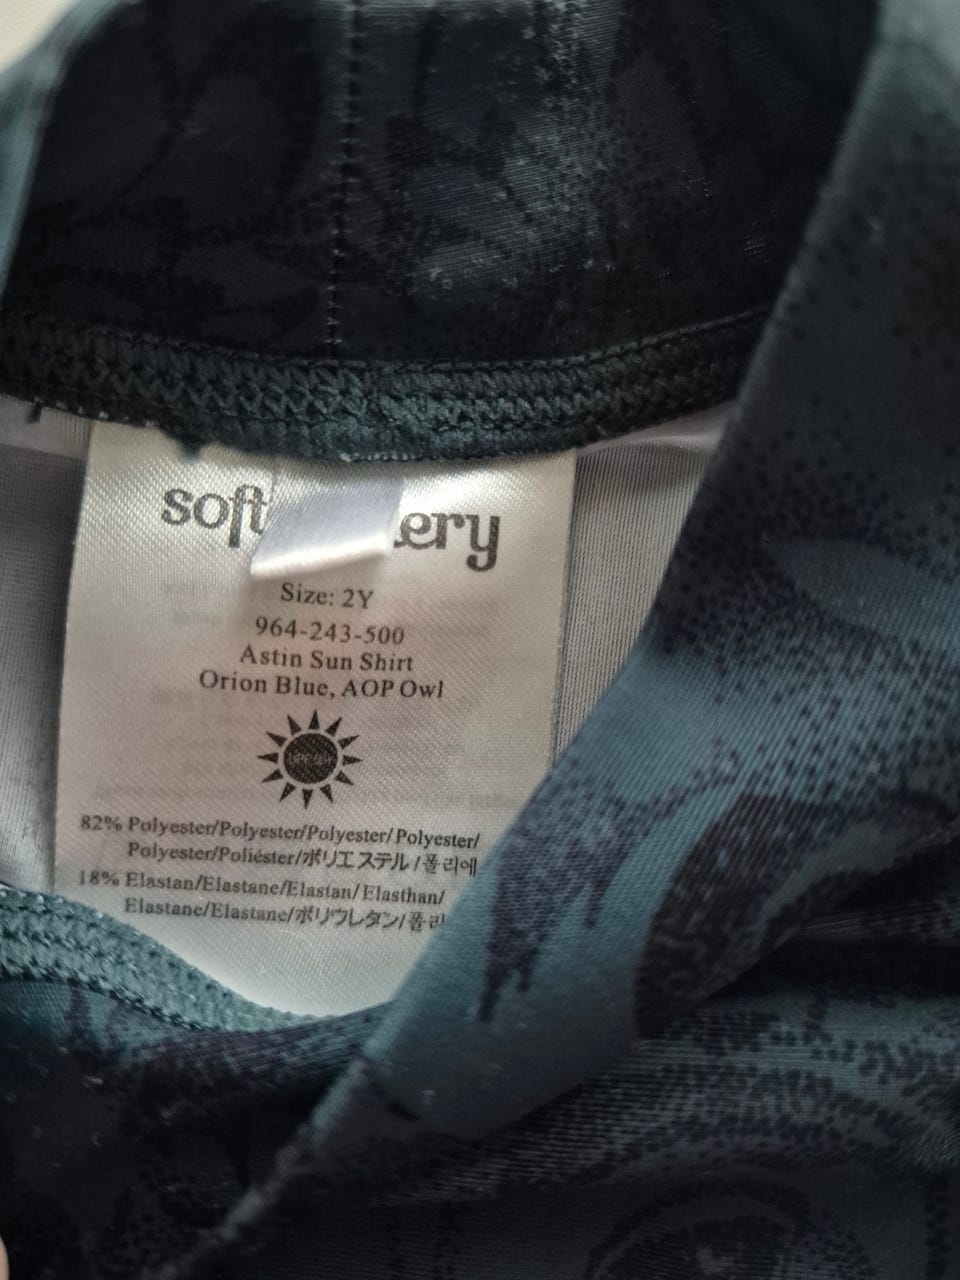 soft ery
Size: 2Y
964-243-500
Astin Sun Shirt
Orion Blue, AOP Owl
82% Polyester/Polyester/Polyester/Polyester/
Polyester/Poliéster/ポリエステル/폴리에
18% Elastan/Elastane/Elastan/Elasthan/
Elastane/Elastane/ポリウレタン/폴리